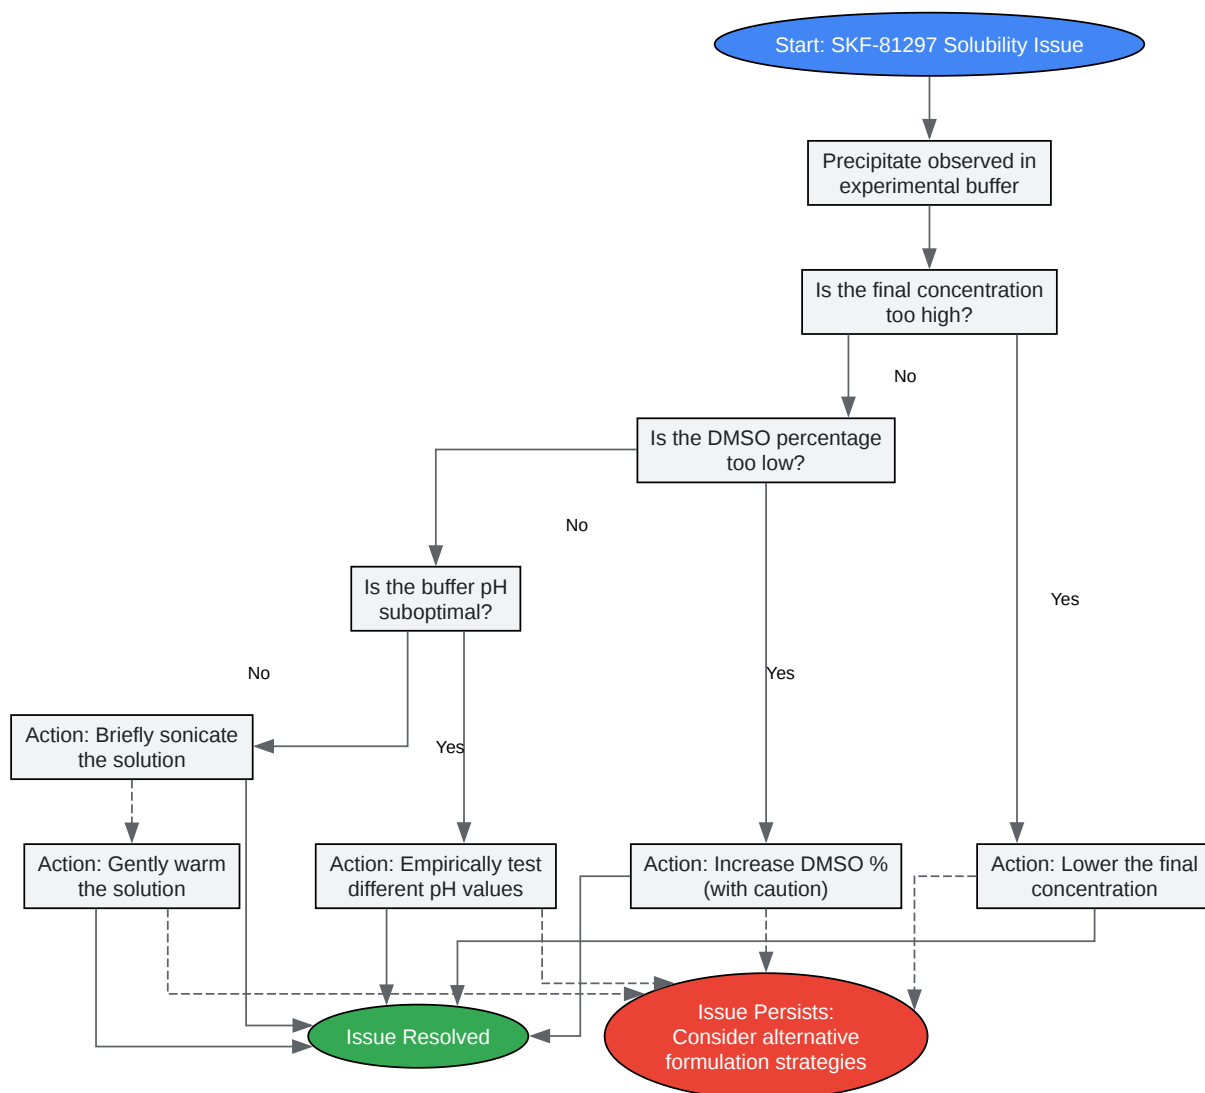 Start: SKF-81297 Solubility Issue
Precipitate observed in
experimental buffer
Is the final concentration
too high?
No
Is the DMSO percentage
too low?
No
Is the buffer pH
suboptimal?
Yes
No
Yes
Action: Briefly sonicate
the solution
Yes
Action: Gently warm
the solution
Action: Empirically test
different pH values
Action: Increase DMSO %
(with caution)
Action: Lower the final
concentration
Issue Resolved
Issue Persists:
Consider alternative
formulation strategies